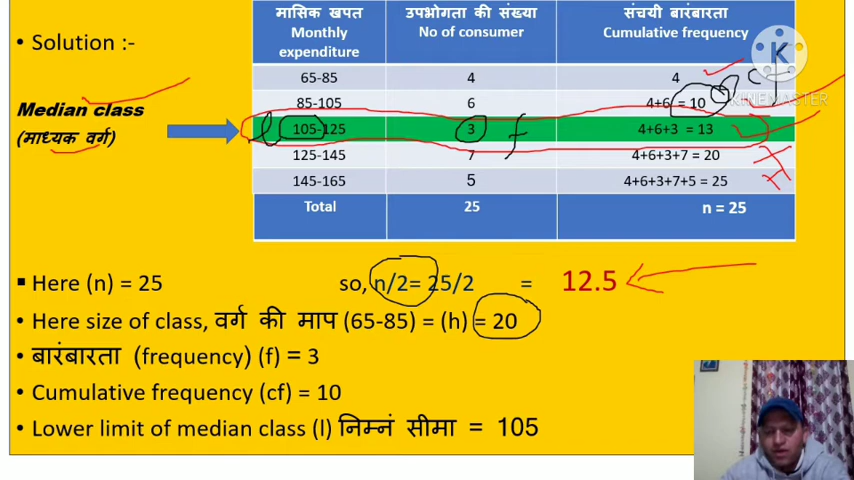 • Solution :-
मासिक खपत
Monthly
expenditure
उपभोगता की संख्या
No of consumer
संचयी बारंबारता
Cumulative frequency
65-85 4 4
Median class
(माध्यक वर्ग)
85-105 6 4+6 = 10
105-125 3 4+6+3 = 13
125-145 7 4+6+3+7 = 20
145-165 5 4+6+3+7+5 = 25
Total 25 n = 25
l
f
cf
K
KINEMASTER
▪ Here (n) = 25 so, n/2= 25/2 = 12.5
• Here size of class, वर्ग की माप (65-85) = (h) = 20
• बारंबारता (frequency) (f) = 3
• Cumulative frequency (cf) = 10
• Lower limit of median class (l) निम्नं सीमा = 105